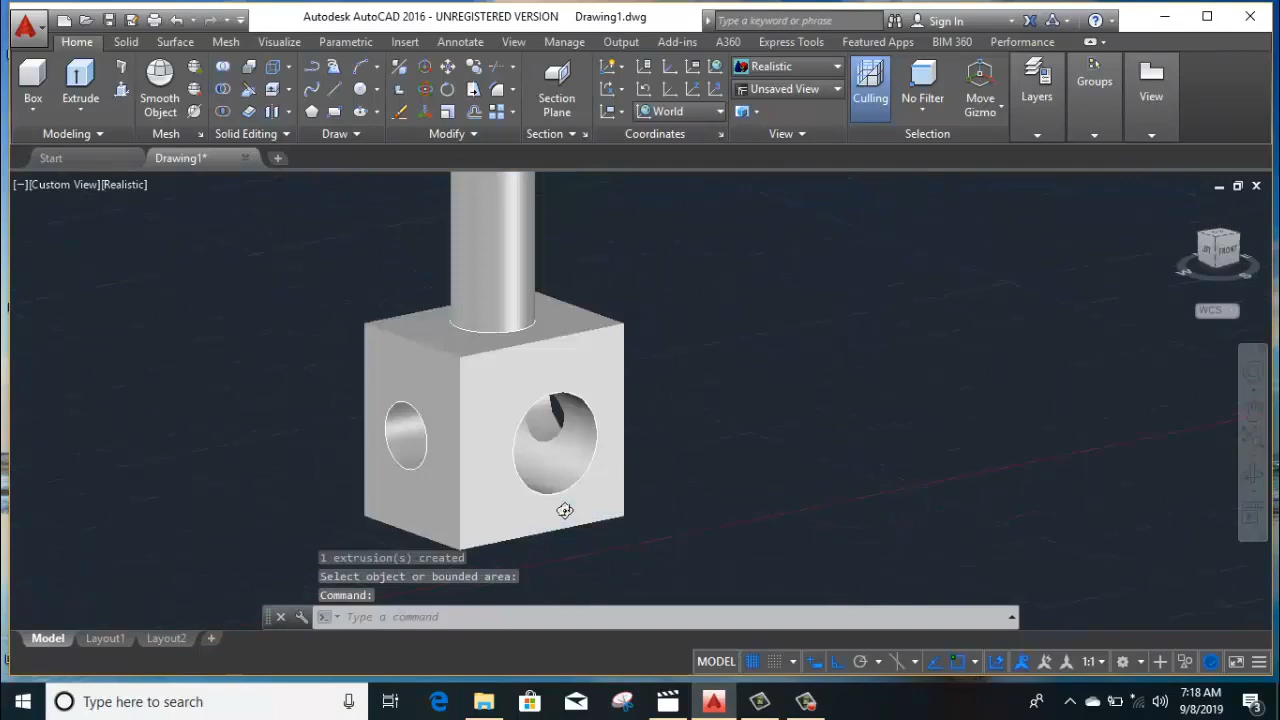 Autodesk AutoCAD 2016 - UNREGISTERED VERSION Drawing1.dwg
Type a keyword or phrase
Sign In
Home Solid Surface Mesh Visualize Parametric Insert Annotate View Manage Output Add-ins A360 Express Tools Featured Apps BIM 360 Performance
Realistic
Unsaved View
World
Box Extrude Smooth Object Section Plane Culling No Filter Move Gizmo Layers Groups View
Modeling Mesh Solid Editing Draw Modify Section Coordinates View Selection
Start Drawing1*
[−][Custom View][Realistic]
FRONT
WCS
1 extrusion(s) created
Select object or bounded area:
Command:
Type a command
Model Layout1 Layout2
MODEL 1:1
Type here to search
7:18 AM
9/8/2019
3